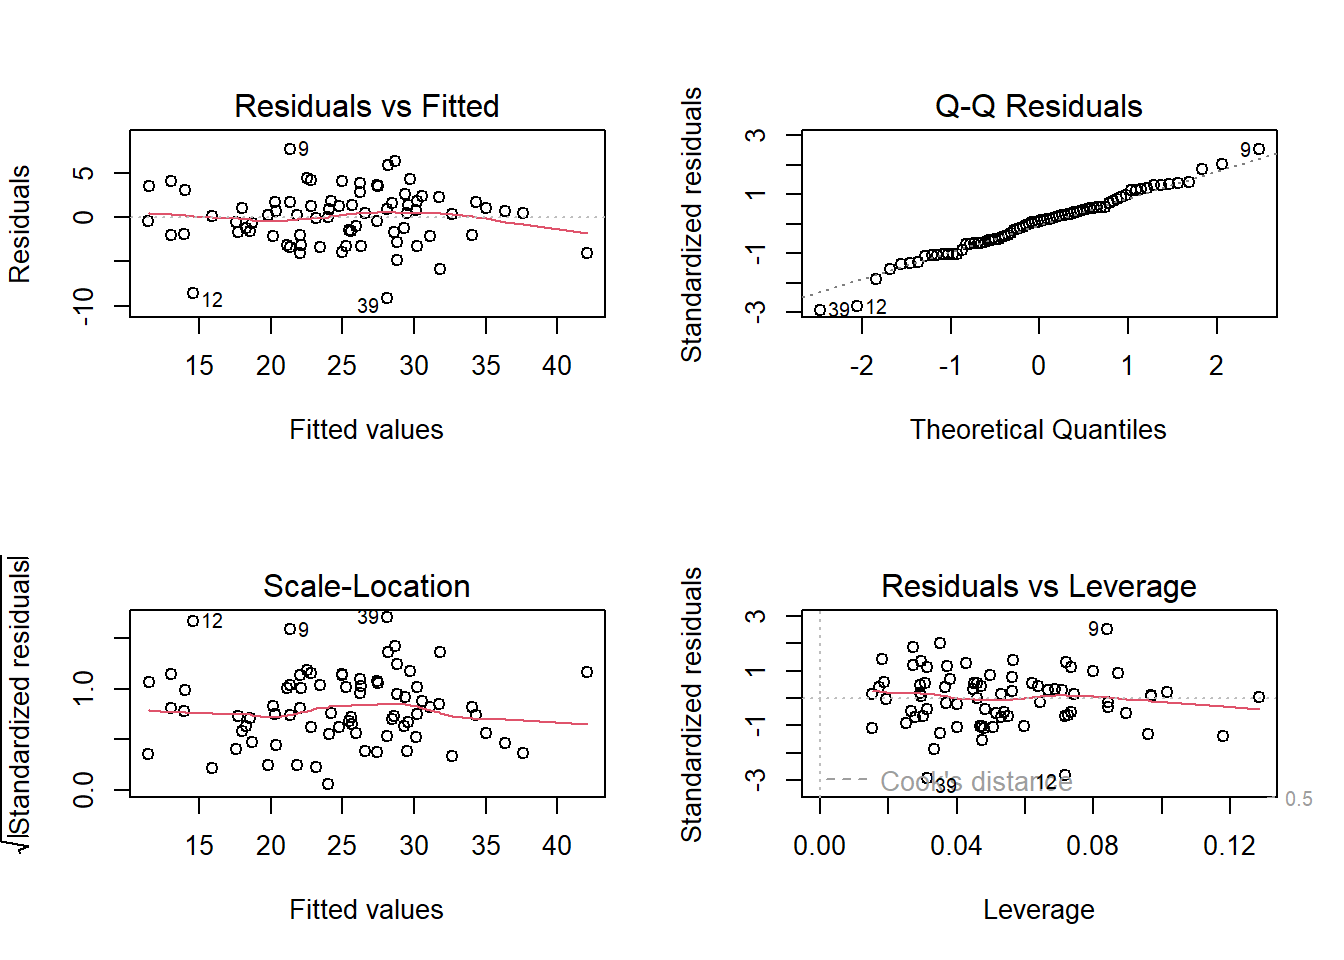 Residuals vs Fitted
Residuals
5
0
-10
9
12
39
15 20 25 30 35 40
Fitted values
Q-Q Residuals
Standardized residuals
3
1
-1
-3
9
39
12
-2 -1 0 1 2
Theoretical Quantiles
Scale-Location
√|Standardized residuals|
1.0
0.0
12
9
39
15 20 25 30 35 40
Fitted values
Residuals vs Leverage
Standardized residuals
3
1
-1
-3
9
39
12
Cook's distance
0.5
0.00 0.04 0.08 0.12
Leverage